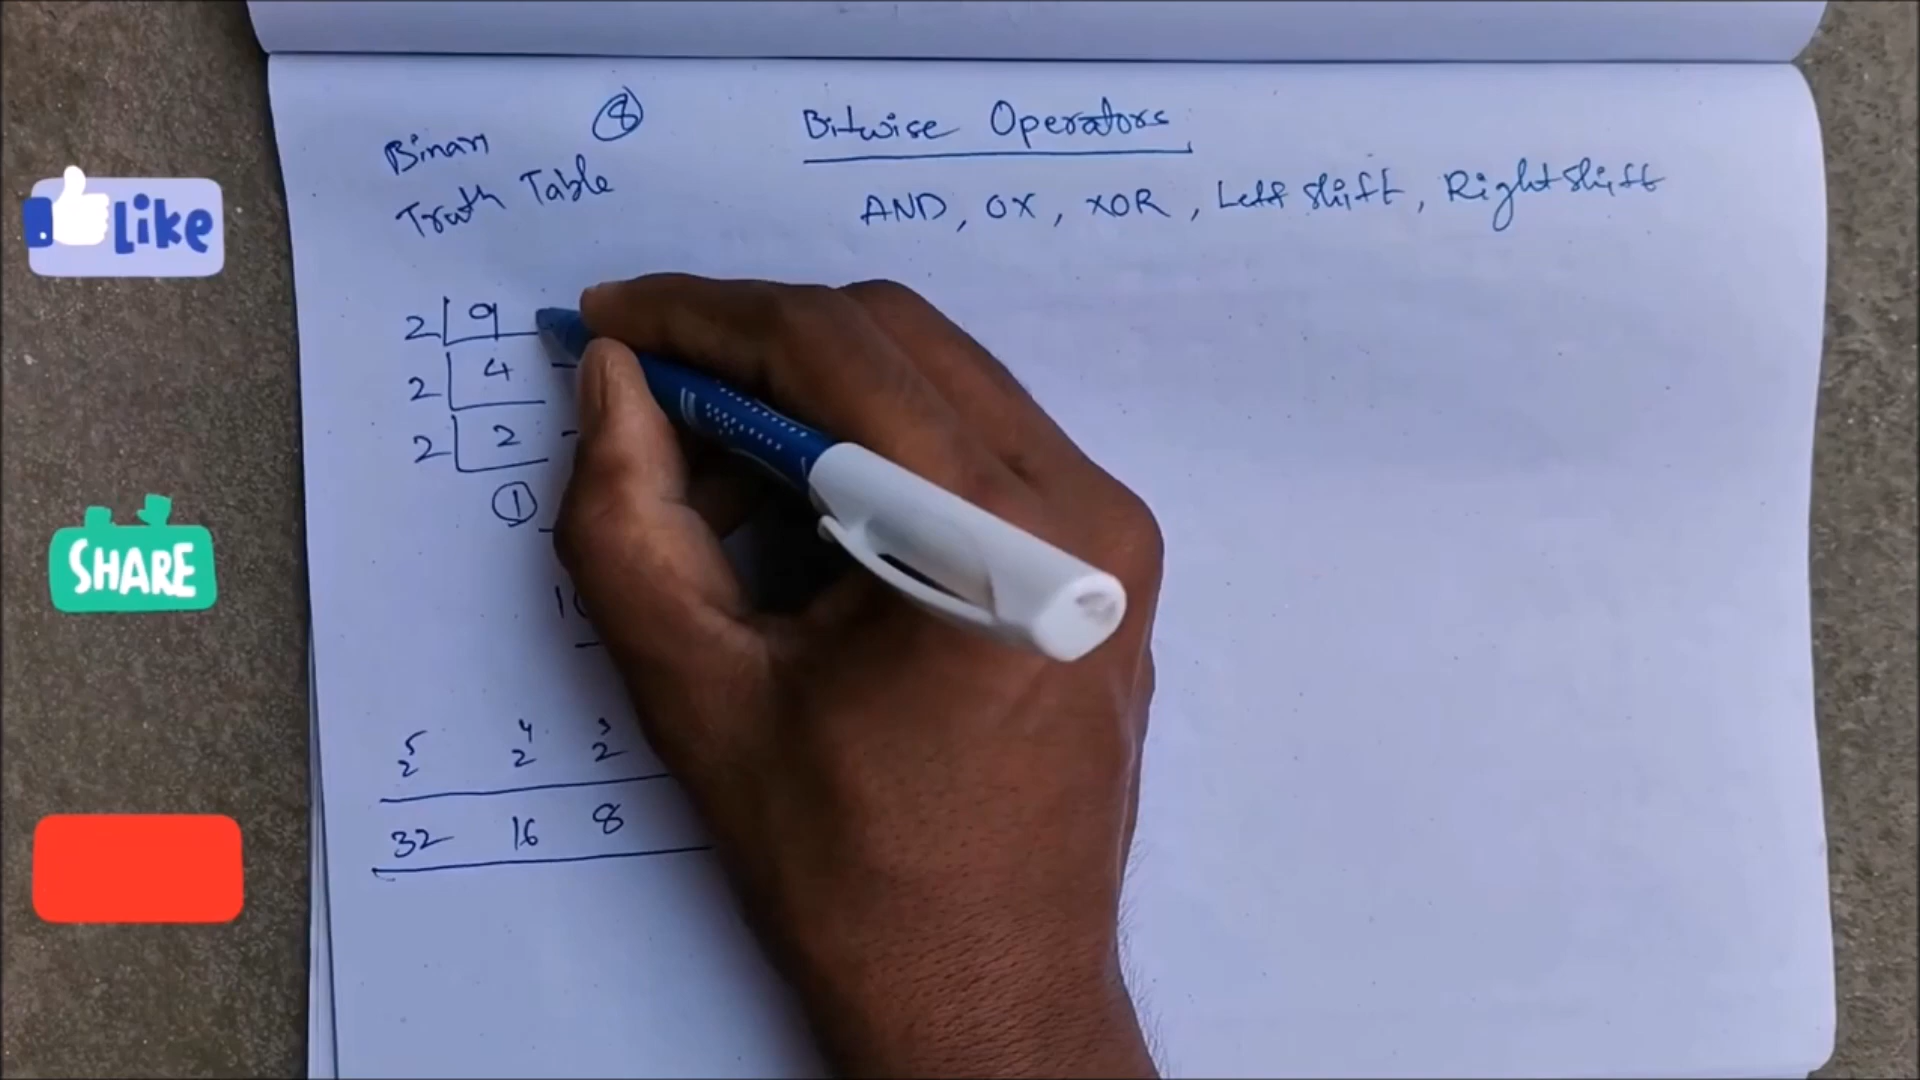 Binary
Truth Table
8
Bitwise Operators
AND, OR, XOR, Left shift, Right shift
Like
2 9
2 4 -
2 2 -
1
SHARE
2⁵ 2⁴ 2³
32 16 8